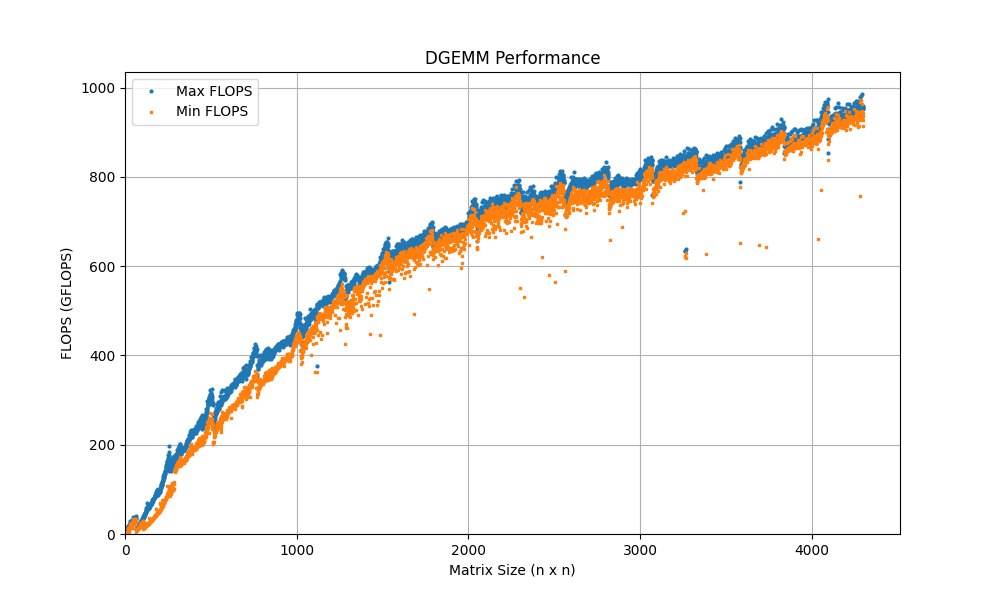 DGEMM Performance
1000
800
600
400
200
0
FLOPS (GFLOPS)
Max FLOPS
Min FLOPS
0 1000 2000 3000 4000
Matrix Size (n x n)